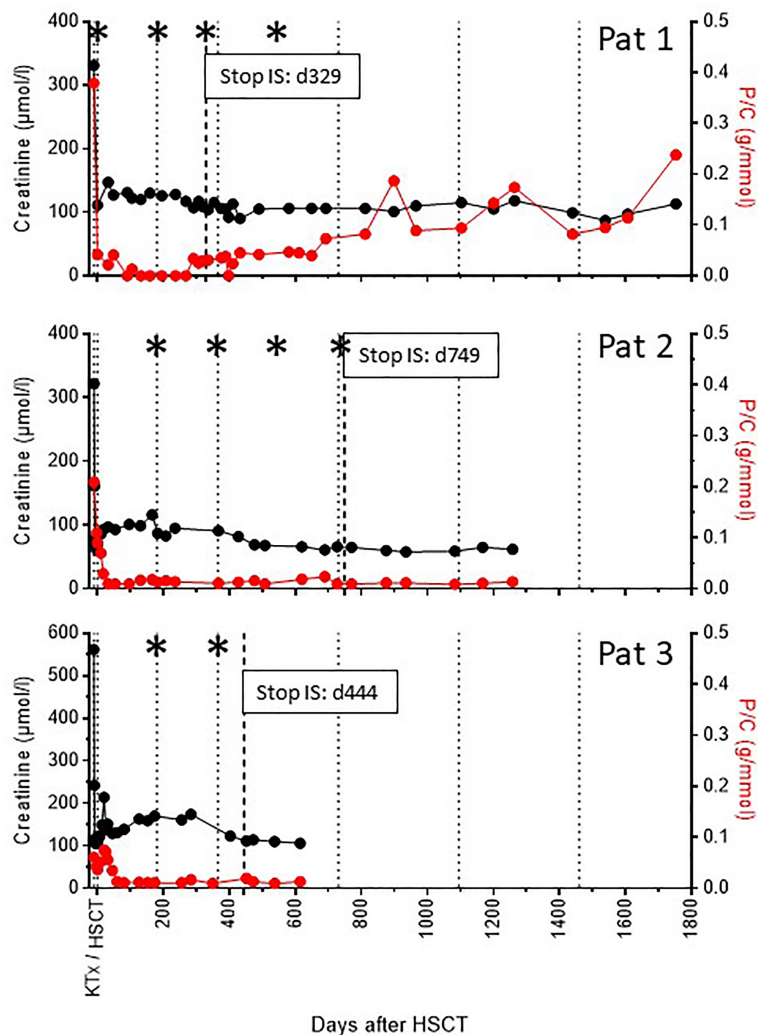 * * * * Pat 1
Stop IS: d329
Creatinine (µmol/l)
400
300
200
100
0
0.5
0.4
0.3
0.2
0.1
0.0
P/C (g/mmol)
* * * * Pat 2
Stop IS: d749
Creatinine (µmol/l)
400
300
200
100
0
0.5
0.4
0.3
0.2
0.1
0.0
P/C (g/mmol)
* * Pat 3
Stop IS: d444
Creatinine (µmol/l)
600
500
400
300
200
100
0
0.5
0.4
0.3
0.2
0.1
0.0
P/C (g/mmol)
KTx / HSCT 200 400 600 800 1000 1200 1400 1600 1800
Days after HSCT